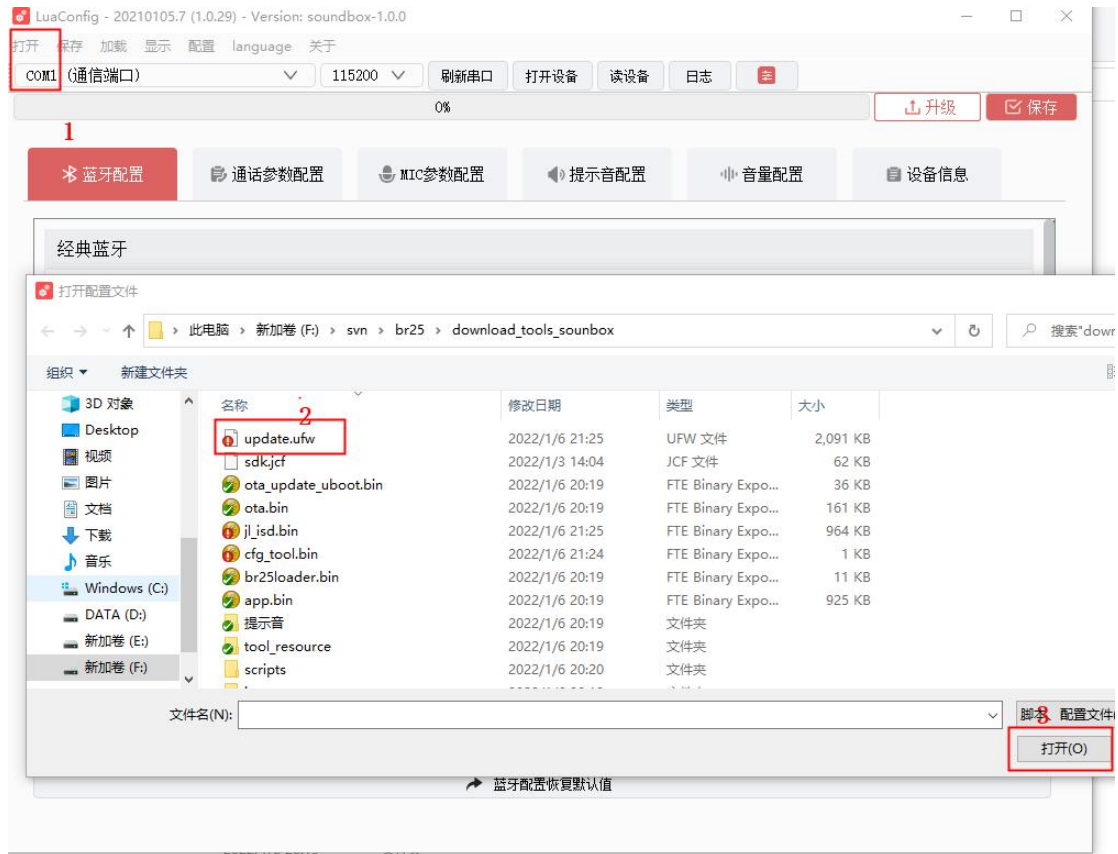 LuaConfig - 20210105.7 (1.0.29) - Version: soundbox-1.0.0
打开 保存 加载 显示 配置 language 关于
COM1 (通信端口) 115200 刷新串口 打开设备 读设备 日志
0% 升级 保存
1
蓝牙配置 通话参数配置 MIC参数配置 提示音配置 音量配置 设备信息
经典蓝牙
打开配置文件
此电脑 › 新加卷 (F:) › svn › br25 › download_tools_sounbox 搜索"down
组织 新建文件夹
3D 对象
Desktop
视频
图片
文档
下载
音乐
Windows (C:)
DATA (D:)
新加卷 (E:)
新加卷 (F:)
名称 修改日期 类型 大小
2
update.ufw 2022/1/6 21:25 UFW 文件 2,091 KB
sdk.jcf 2022/1/3 14:04 JCF 文件 62 KB
ota_update_uboot.bin 2022/1/6 20:19 FTE Binary Expo... 36 KB
ota.bin 2022/1/6 20:19 FTE Binary Expo... 161 KB
jl_isd.bin 2022/1/6 21:25 FTE Binary Expo... 964 KB
cfg_tool.bin 2022/1/6 21:24 FTE Binary Expo... 1 KB
br25loader.bin 2022/1/6 20:19 FTE Binary Expo... 11 KB
app.bin 2022/1/6 20:19 FTE Binary Expo... 925 KB
提示音 2022/1/6 20:19 文件夹
tool_resource 2022/1/6 20:19 文件夹
scripts 2022/1/6 20:20 文件夹
文件名(N): 脚本、配置文件(
3
打开(O)
蓝牙配置恢复默认值